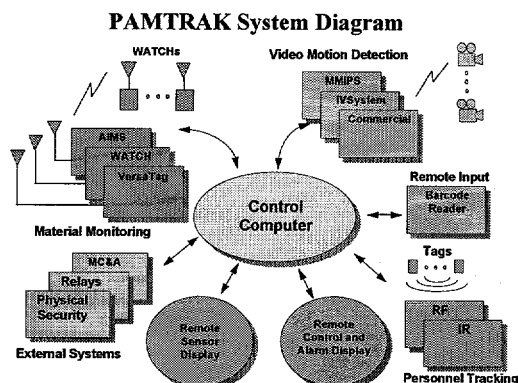 PAMTRAK System Diagram
WATCHs
Video Motion Detection
MMIPS
IVSystem
Commercial
AIMS
WATCH
VersaTag
Material Monitoring
Control
Computer
Remote Input
Barcode
Reader
Tags
MC&A
Relays
Physical
Security
External Systems
Remote
Sensor
Display
Remote
Control and
Alarm Display
RF
IR
Personnel Tracking